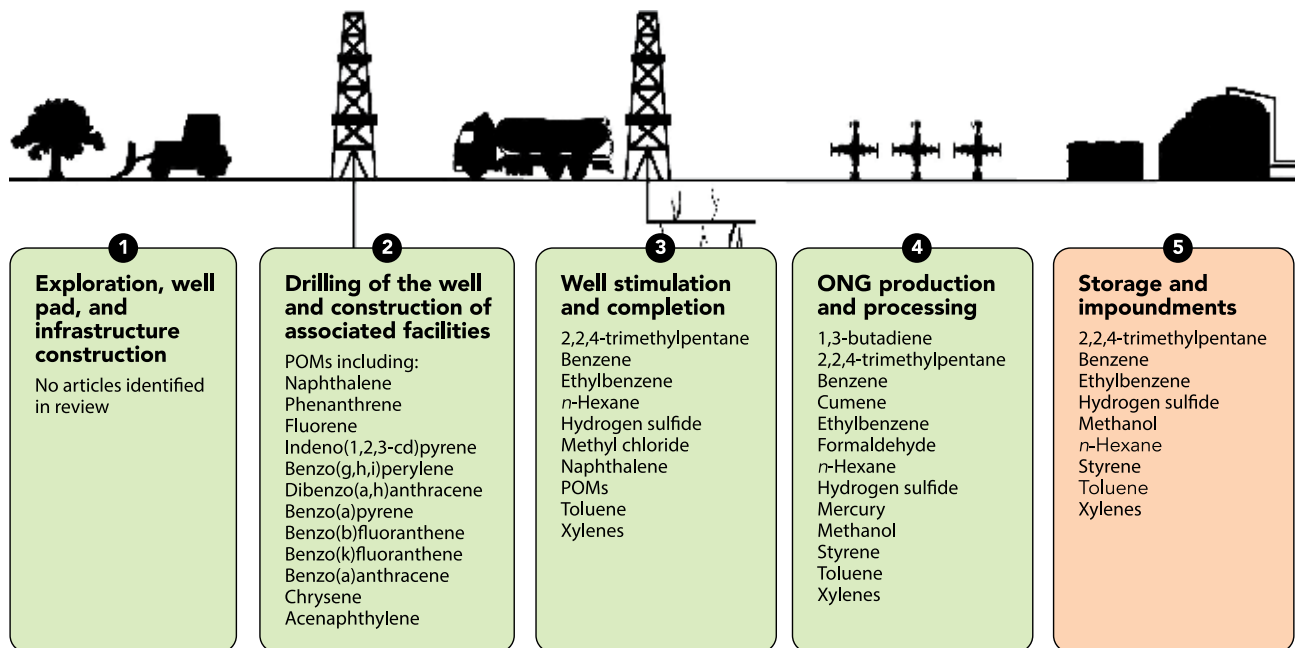 1
Exploration, well
pad, and
infrastructure
construction
No articles identified
in review
2
Drilling of the well
and construction of
associated facilities
POMs including:
Naphthalene
Phenanthrene
Fluorene
Indeno(1,2,3-cd)pyrene
Benzo(g,h,i)perylene
Dibenzo(a,h)anthracene
Benzo(a)pyrene
Benzo(b)fluoranthene
Benzo(k)fluoranthene
Benzo(a)anthracene
Chrysene
Acenaphthylene
3
Well stimulation
and completion
2,2,4-trimethylpentane
Benzene
Ethylbenzene
n-Hexane
Hydrogen sulfide
Methyl chloride
Naphthalene
POMs
Toluene
Xylenes
4
ONG production
and processing
1,3-butadiene
2,2,4-trimethylpentane
Benzene
Cumene
Ethylbenzene
Formaldehyde
n-Hexane
Hydrogen sulfide
Mercury
Methanol
Styrene
Toluene
Xylenes
5
Storage and
impoundments
2,2,4-trimethylpentane
Benzene
Ethylbenzene
Hydrogen sulfide
Methanol
n-Hexane
Styrene
Toluene
Xylenes